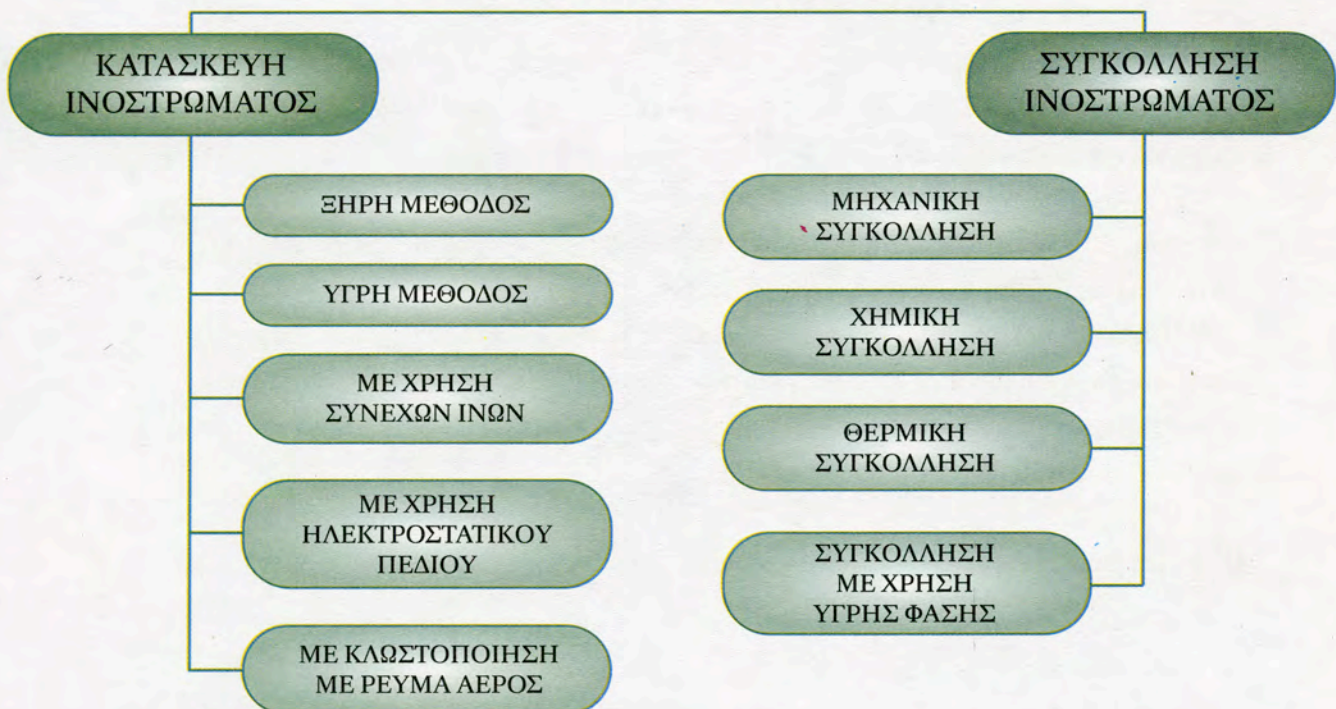 ΚΑΤΑΣΚΕΥΗ
ΙΝΟΣΤΡΩΜΑΤΟΣ
ΞΗΡΗ ΜΕΘΟΔΟΣ
ΥΓΡΗ ΜΕΘΟΔΟΣ
ΜΕ ΧΡΗΣΗ
ΣΥΝΕΧΩΝ ΙΝΩΝ
ΜΕ ΧΡΗΣΗ
ΗΛΕΚΤΡΟΣΤΑΤΙΚΟΥ
ΠΕΔΙΟΥ
ΜΕ ΚΛΩΣΤΟΠΟΙΗΣΗ
ΜΕ ΡΕΥΜΑ ΑΕΡΟΣ
ΣΥΓΚΟΛΛΗΣΗ
ΙΝΟΣΤΡΩΜΑΤΟΣ
ΜΗΧΑΝΙΚΗ
ΣΥΓΚΟΛΛΗΣΗ
ΧΗΜΙΚΗ
ΣΥΓΚΟΛΛΗΣΗ
ΘΕΡΜΙΚΗ
ΣΥΓΚΟΛΛΗΣΗ
ΣΥΓΚΟΛΛΗΣΗ
ΜΕ ΧΡΗΣΗ
ΥΓΡΗΣ ΦΑΣΗΣ